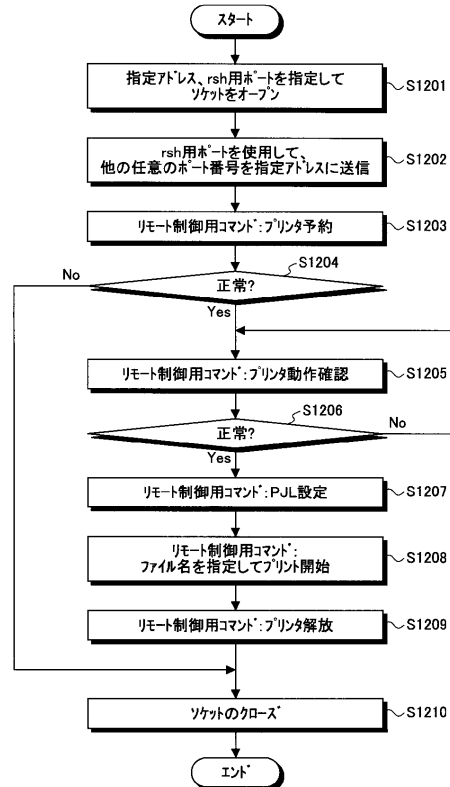 スタート
指定アドレス、rsh用ポートを指定して
ソケットをオープン
S1201
rsh用ポートを使用して、
他の任意のポート番号を指定アドレスに送信
S1202
リモート制御用コマンド:プリンタ予約
S1203
S1204
No
正常?
Yes
リモート制御用コマンド:プリンタ動作確認
S1205
S1206
正常?
No
Yes
リモート制御用コマンド:PJL設定
S1207
リモート制御用コマンド:
ファイル名を指定してプリント開始
S1208
リモート制御用コマンド:プリンタ解放
S1209
ソケットのクローズ
S1210
エンド